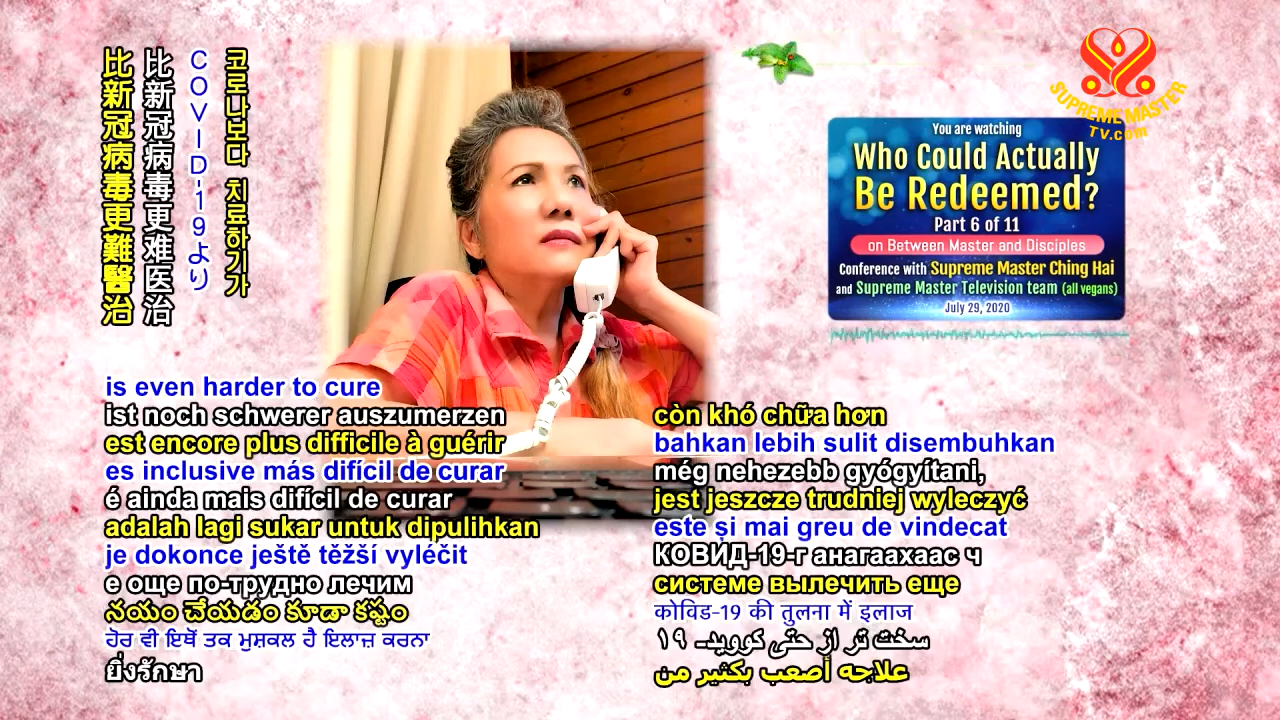 比新冠病毒更難醫治
比新冠病毒更难医治
COVID-19より
코로나보다 치료하기가
SUPREME MASTER
TV.com
You are watching
Who Could Actually
Be Redeemed?
Part 6 of 11
on Between Master and Disciples
Conference with Supreme Master Ching Hai
and Supreme Master Television team (all vegans)
July 29, 2020
is even harder to cure
ist noch schwerer auszumerzen
est encore plus difficile à guérir
es inclusive más difícil de curar
é ainda mais difícil de curar
adalah lagi sukar untuk dipulihkan
je dokonce ještě těžší vyléčit
е още по-трудно лечим
నయం చేయడం కూడా కష్టం
ਹੋਰ ਵੀ ਇਥੋਂ ਤਕ ਮੁਸ਼ਕਲ ਹੈ ਇਲਾਜ਼ ਕਰਨਾ
ยิ่งรักษา
còn khó chữa hơn
bahkan lebih sulit disembuhkan
még nehezebb gyógyítani,
jest jeszcze trudniej wyleczyć
este și mai greu de vindecat
КОВИД-19-г анагаахаас ч
системе вылечить еще
कोविड-19 की तुलना में इलाज
سخت تر از حتی کووید- ۱۹
علاجه أصعب بكثير من